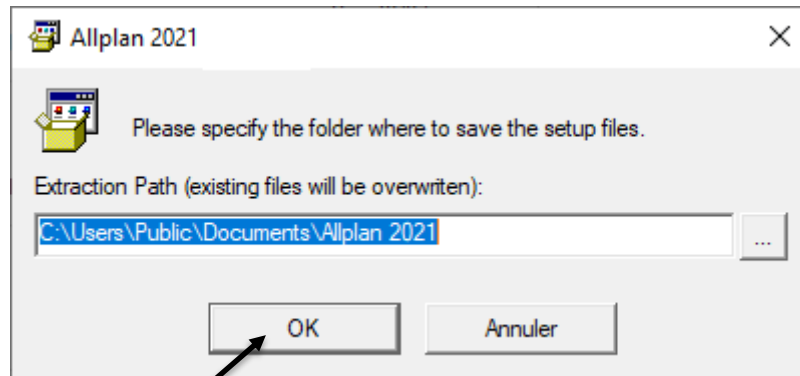 Allplan 2021
Please specify the folder where to save the setup files.
Extraction Path (existing files will be overwriten):
C:\Users\Public\Documents\Allplan 2021
...
OK
Annuler